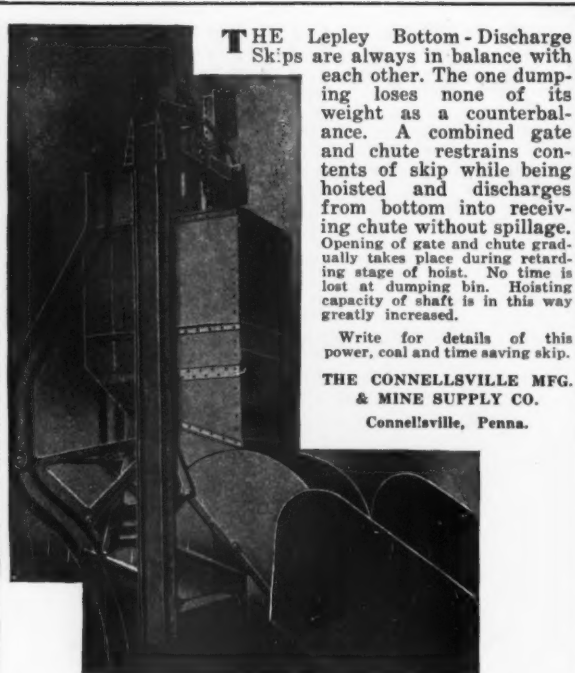 THE Lepley Bottom - Discharge
Skips are always in balance with
each other. The one dump-
ing loses none of its
weight as a counterbal-
ance. A combined gate
and chute restrains con-
tents of skip while being
hoisted and discharges
from bottom into receiv-
ing chute without spillage.
Opening of gate and chute grad-
ually takes place during retard-
ing stage of hoist. No time is
lost at dumping bin. Hoisting
capacity of shaft is in this way
greatly increased.
Write for details of this
power, coal and time saving skip.
THE CONNELLSVILLE MFG.
& MINE SUPPLY CO.
Connellsville, Penna.